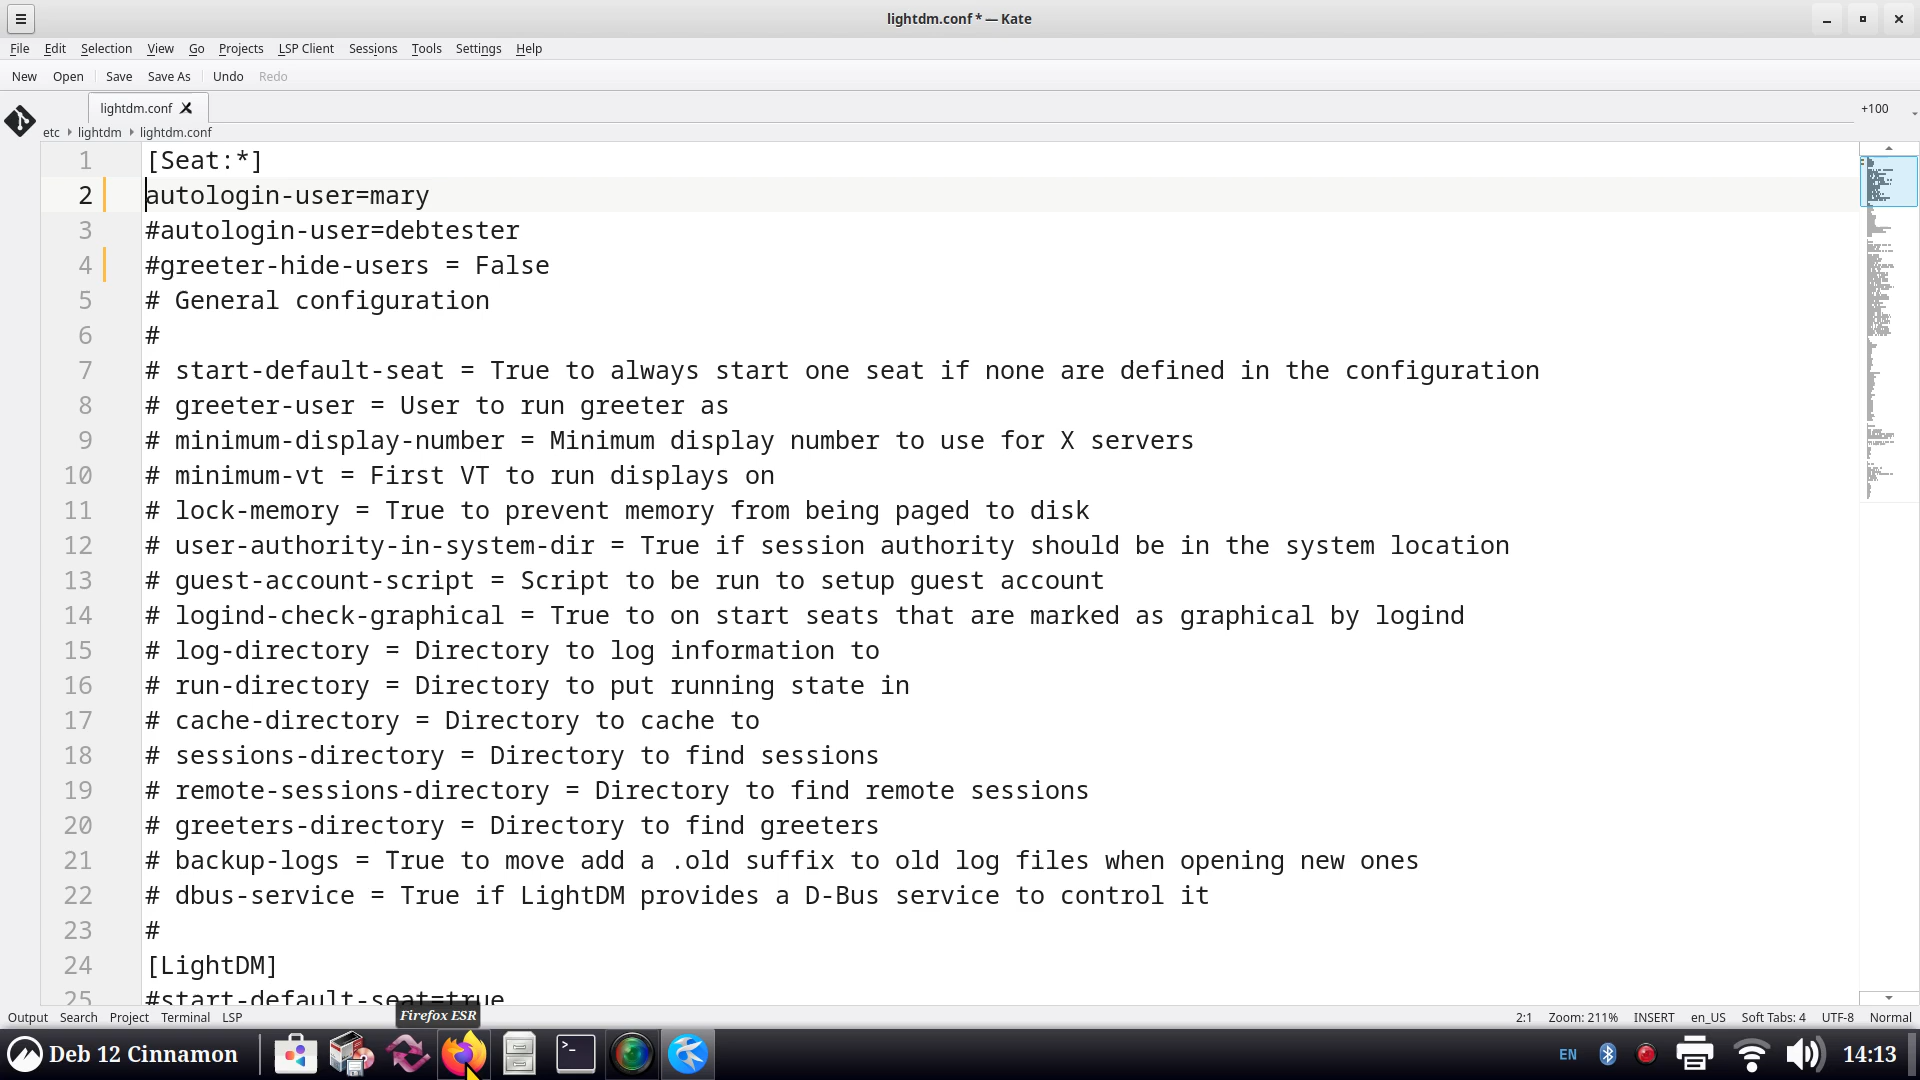 lightdm.conf * — Kate
File Edit Selection View Go Projects LSP Client Sessions Tools Settings Help
New Open Save Save As Undo Redo
lightdm.conf +100
etc lightdm lightdm.conf
1 [Seat:*]
2 autologin-user=mary
3 #autologin-user=debtester
4 #greeter-hide-users = False
5 # General configuration
6 #
7 # start-default-seat = True to always start one seat if none are defined in the configuration
8 # greeter-user = User to run greeter as
9 # minimum-display-number = Minimum display number to use for X servers
10 # minimum-vt = First VT to run displays on
11 # lock-memory = True to prevent memory from being paged to disk
12 # user-authority-in-system-dir = True if session authority should be in the system location
13 # guest-account-script = Script to be run to setup guest account
14 # logind-check-graphical = True to on start seats that are marked as graphical by logind
15 # log-directory = Directory to log information to
16 # run-directory = Directory to put running state in
17 # cache-directory = Directory to cache to
18 # sessions-directory = Directory to find sessions
19 # remote-sessions-directory = Directory to find remote sessions
20 # greeters-directory = Directory to find greeters
21 # backup-logs = True to move add a .old suffix to old log files when opening new ones
22 # dbus-service = True if LightDM provides a D-Bus service to control it
23 #
24 [LightDM]
25 #start-default-seat=true
Firefox ESR
Output Search Project Terminal LSP 2:1 Zoom: 211% INSERT en_US Soft Tabs: 4 UTF-8 Normal
Deb 12 Cinnamon EN 14:13